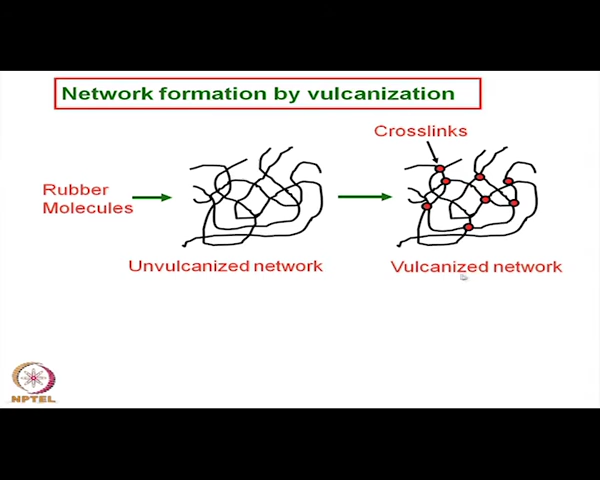 Network formation by vulcanization
Crosslinks
Rubber
Molecules
Unvulcanized network
Vulcanized network
NPTEL